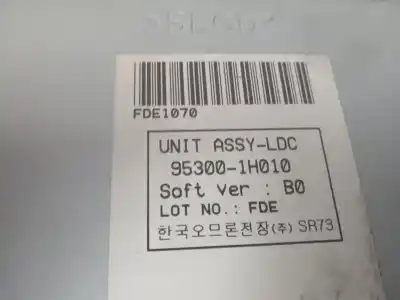 FDE1070
UNIT ASSY-LDC
95300-1H010
Soft ver : B0
LOT NO.: FDE
한국오므론전장(주) SR73